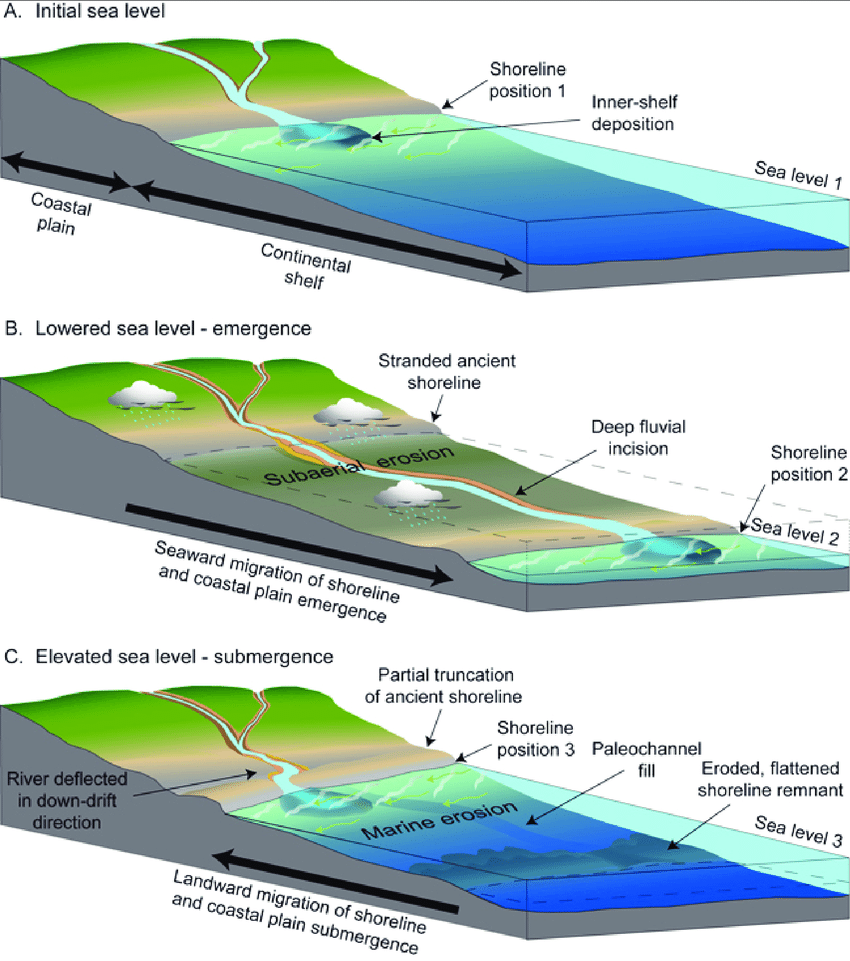 A. Initial sea level
Shoreline
position 1
Inner-shelf
deposition
Sea level 1
Coastal
plain
Continental
shelf
B. Lowered sea level - emergence
Stranded ancient
shoreline
Deep fluvial
incision
Shoreline
position 2
Subaerial erosion
Sea level 2
Seaward migration of shoreline
and coastal plain emergence
C. Elevated sea level - submergence
Partial truncation
of ancient shoreline
Shoreline
position 3
Paleochannel
fill
Eroded, flattened
shoreline remnant
River deflected
in down-drift
direction
Marine erosion
Sea level 3
Landward migration of shoreline
and coastal plain submergence